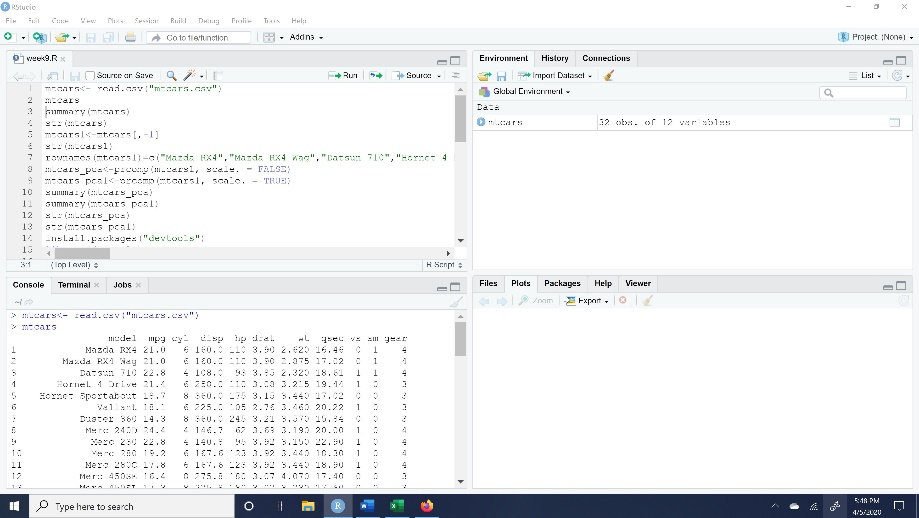 RStudio
File Edit Code View Plots Session Build Debug Profile Tools Help
Go to file/function Addins Project: (None)
week9.R
Source on Save Run Source
1 mtcars<- read.csv("mtcars.csv")
2 mtcars
3 summary(mtcars)
4 str(mtcars)
5 mtcars1<-mtcars[,-1]
6 str(mtcars1)
7 rownames(mtcars1)=c("Mazda RX4","Mazda RX4 Wag","Datsun 710","Hornet 4
8 mtcars_pca<-prcomp(mtcars1, scale. = FALSE)
9 mtcars_pca1<-prcomp(mtcars1, scale. = TRUE)
10 summary(mtcars_pca)
11 summary(mtcars_pca1)
12 str(mtcars_pca)
13 str(mtcars_pca1)
14 install.packages("devtools")
15
3:1 (Top Level) R Script
Console Terminal Jobs
~/
> mtcars<- read.csv("mtcars.csv")
> mtcars
model mpg cyl disp hp drat wt qsec vs am gear
1 Mazda RX4 21.0 6 160.0 110 3.90 2.620 16.46 0 1 4
2 Mazda RX4 Wag 21.0 6 160.0 110 3.90 2.875 17.02 0 1 4
3 Datsun 710 22.8 4 108.0 93 3.85 2.320 18.61 1 1 4
4 Hornet 4 Drive 21.4 6 258.0 110 3.08 3.215 19.44 1 0 3
5 Hornet Sportabout 18.7 8 360.0 175 3.15 3.440 17.02 0 0 3
6 Valiant 18.1 6 225.0 105 2.76 3.460 20.22 1 0 3
7 Duster 360 14.3 8 360.0 245 3.21 3.570 15.84 0 0 3
8 Merc 240D 24.4 4 146.7 62 3.69 3.190 20.00 1 0 4
9 Merc 230 22.8 4 140.8 95 3.92 3.150 22.90 1 0 4
10 Merc 280 19.2 6 167.6 123 3.92 3.440 18.30 1 0 4
11 Merc 280C 17.8 6 167.6 123 3.92 3.440 18.90 1 0 4
12 Merc 450SE 16.4 8 275.8 180 3.07 4.070 17.40 0 0 3
Environment History Connections
Import Dataset List
Global Environment
Data
mtcars 32 obs. of 12 variables
Files Plots Packages Help Viewer
Zoom Export
Type here to search
5:48 PM
4/5/2020